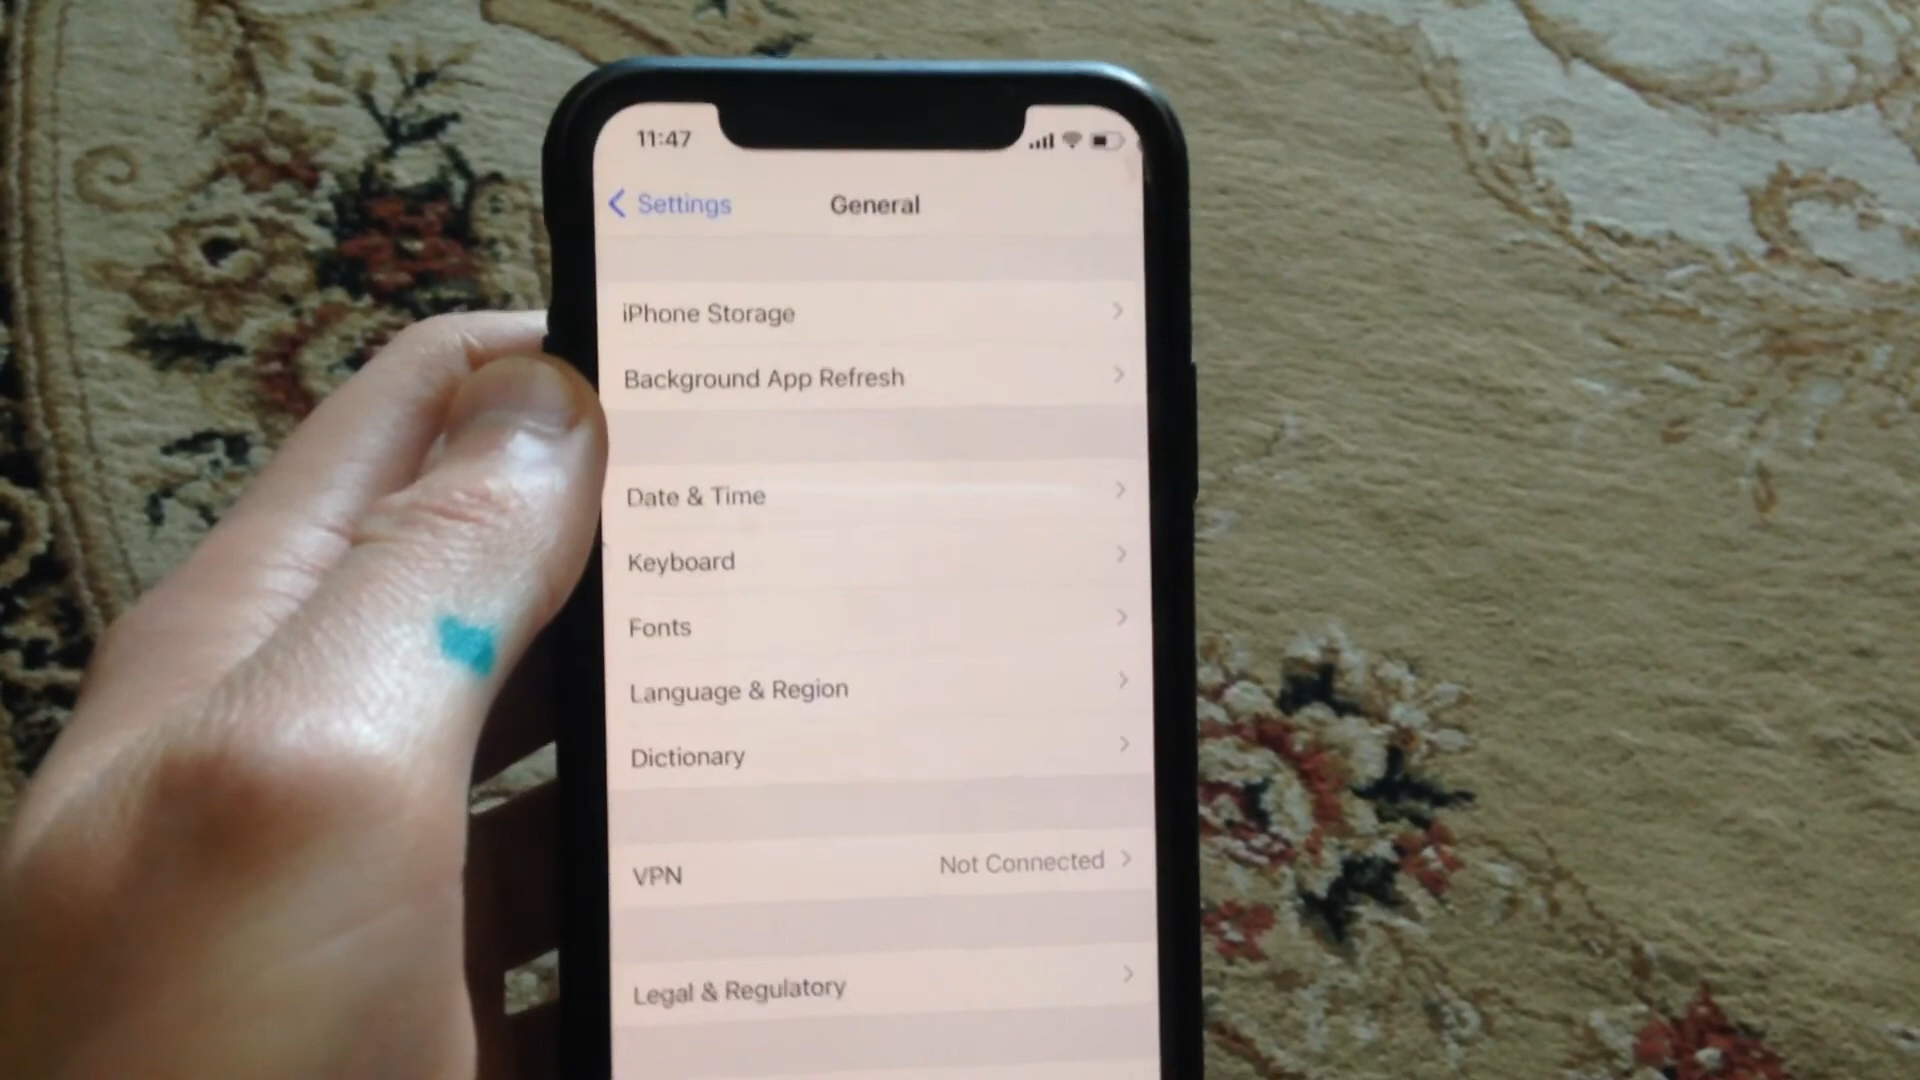 11:47
Settings
General
iPhone Storage
Background App Refresh
Date & Time
Keyboard
Fonts
Language & Region
Dictionary
VPN Not Connected
Legal & Regulatory